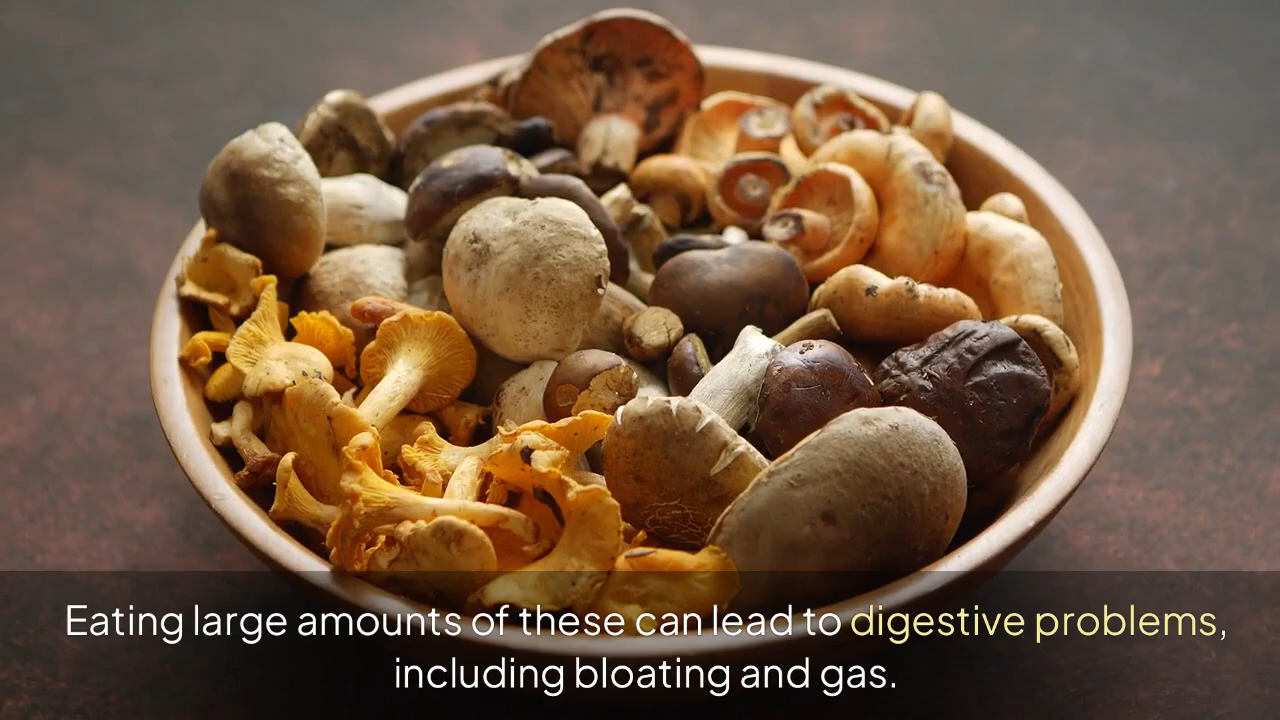 Eating large amounts of these can lead to digestive problems,
including bloating and gas.